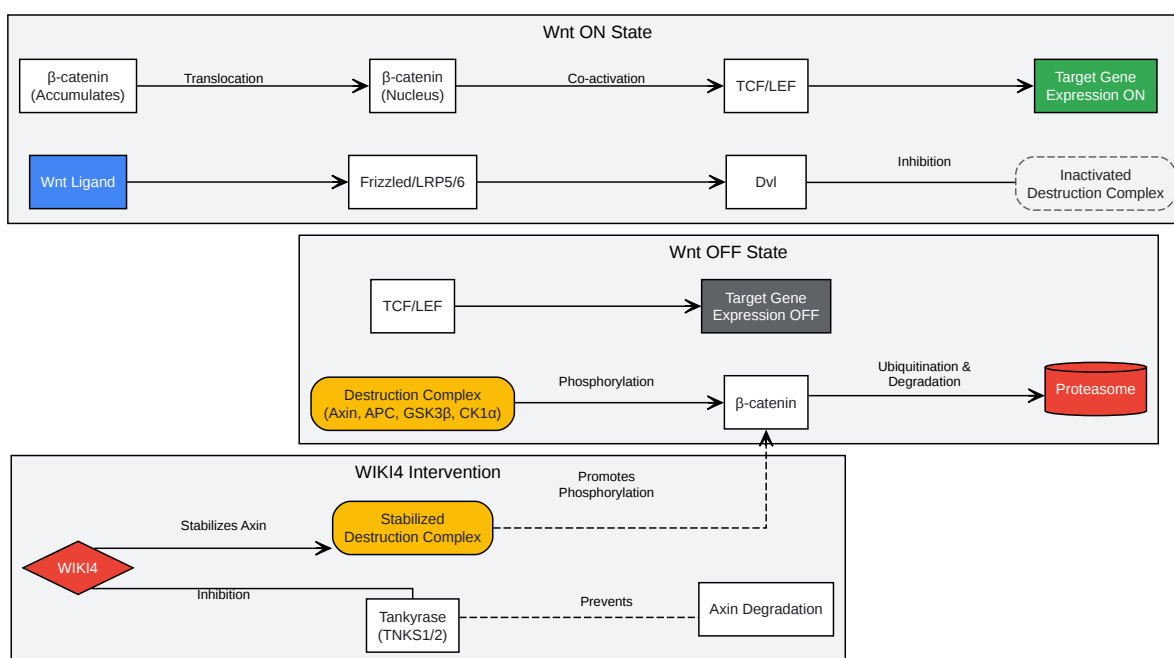 Wnt ON State
β-catenin
(Accumulates)
Translocation
β-catenin
(Nucleus)
Co-activation
TCF/LEF
Target Gene
Expression ON
Wnt Ligand
Frizzled/LRP5/6
Dvl
Inhibition
Inactivated
Destruction Complex
Wnt OFF State
TCF/LEF
Target Gene
Expression OFF
Destruction Complex
(Axin, APC, GSK3β, CK1α)
Phosphorylation
β-catenin
Ubiquitination &
Degradation
Proteasome
WIKI4 Intervention
WIKI4
Stabilizes Axin
Stabilized
Destruction Complex
Promotes
Phosphorylation
Inhibition
Tankyrase
(TNKS1/2)
Prevents
Axin Degradation